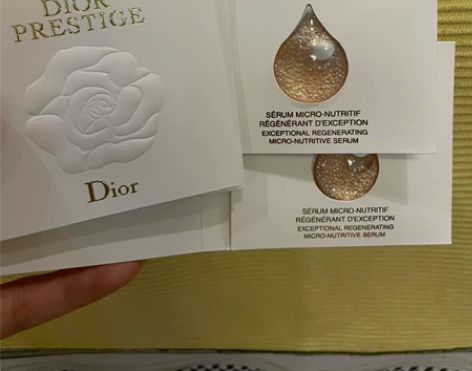 DIOR
PRESTIGE
Dior
SÉRUM MICRO-NUTRITIF
RÉGÉNÉRANT D'EXCEPTION
EXCEPTIONAL REGENERATING
MICRO-NUTRITIVE SERUM
SÉRUM MICRO-NUTRITIF
RÉGÉNÉRANT D'EXCEPTION
EXCEPTIONAL REGENERATING
MICRO-NUTRITIVE SERUM